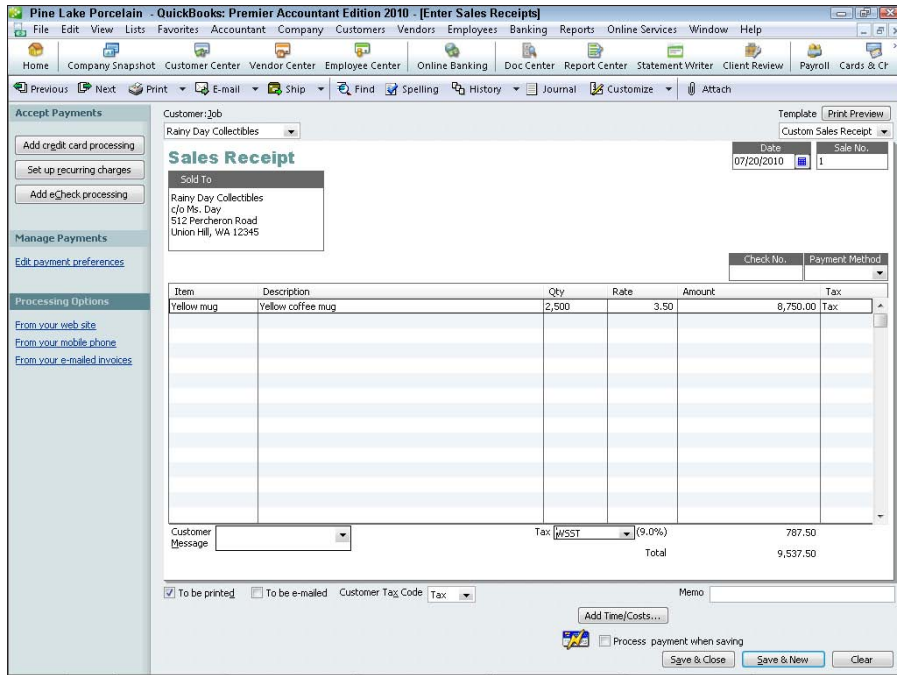 Pine Lake Porcelain - QuickBooks: Premier Accountant Edition 2010 - [Enter Sales Receipts]
File Edit View Lists Favorites Accountant Company Customers Vendors Employees Banking Reports Online Services Window Help
Home Company Snapshot Customer Center Vendor Center Employee Center Online Banking Doc Center Report Center Statement Writer Client Review Payroll Cards & Ch
Previous Next Print E-mail Ship Find Spelling History Journal Customize Attach
Accept Payments
Add credit card processing
Set up recurring charges
Add eCheck processing
Manage Payments
Edit payment preferences
Processing Options
From your web site
From your mobile phone
From your e-mailed invoices
Customer:Job
Template Print Preview
Rainy Day Collectibles
Custom Sales Receipt
Sales Receipt
Date Sale No.
07/20/2010 1
Sold To
Rainy Day Collectibles
c/o Ms. Day
512 Percheron Road
Union Hill, WA 12345
Check No. Payment Method
Item Description Qty Rate Amount Tax
Yellow mug Yellow coffee mug 2,500 3.50 8,750.00 Tax
Customer
Message
Tax WSST (9.0%) 787.50
Total 9,537.50
To be printed To be e-mailed Customer Tax Code Tax Memo
Add Time/Costs...
Process payment when saving
Save & Close Save & New Clear